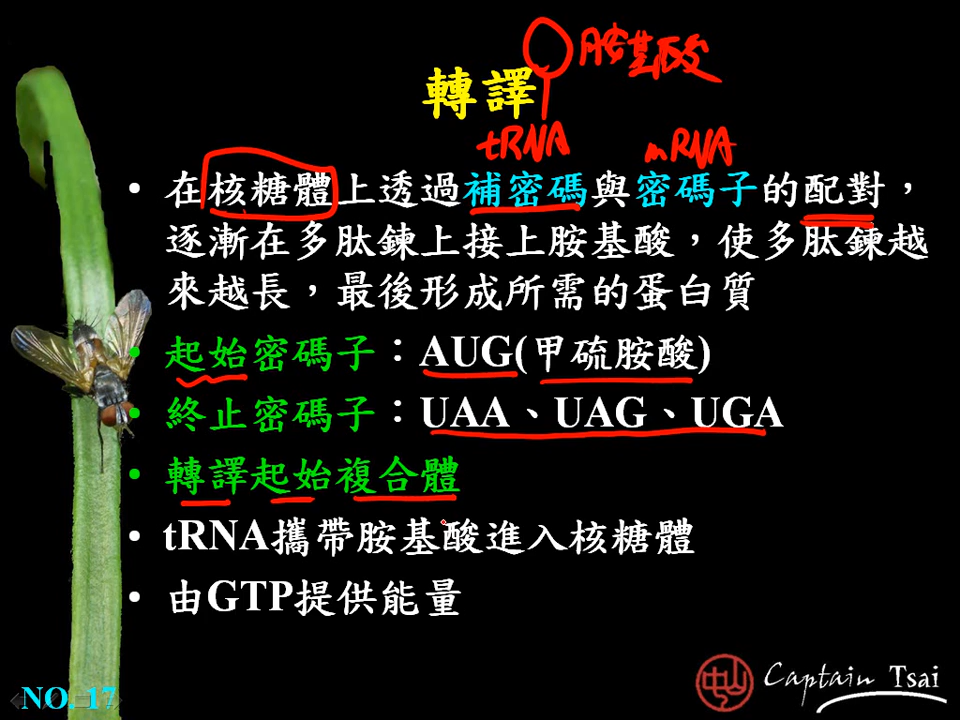 胺基酸
轉譯
tRNA mRNA
• 在核糖體上透過補密碼與密碼子的配對，
逐漸在多肽鍊上接上胺基酸，使多肽鍊越
來越長，最後形成所需的蛋白質
• 起始密碼子：AUG(甲硫胺酸)
• 終止密碼子：UAA、UAG、UGA
• 轉譯起始複合體
• tRNA攜帶胺基酸進入核糖體
• 由GTP提供能量
Captain Tsai
NO. 17